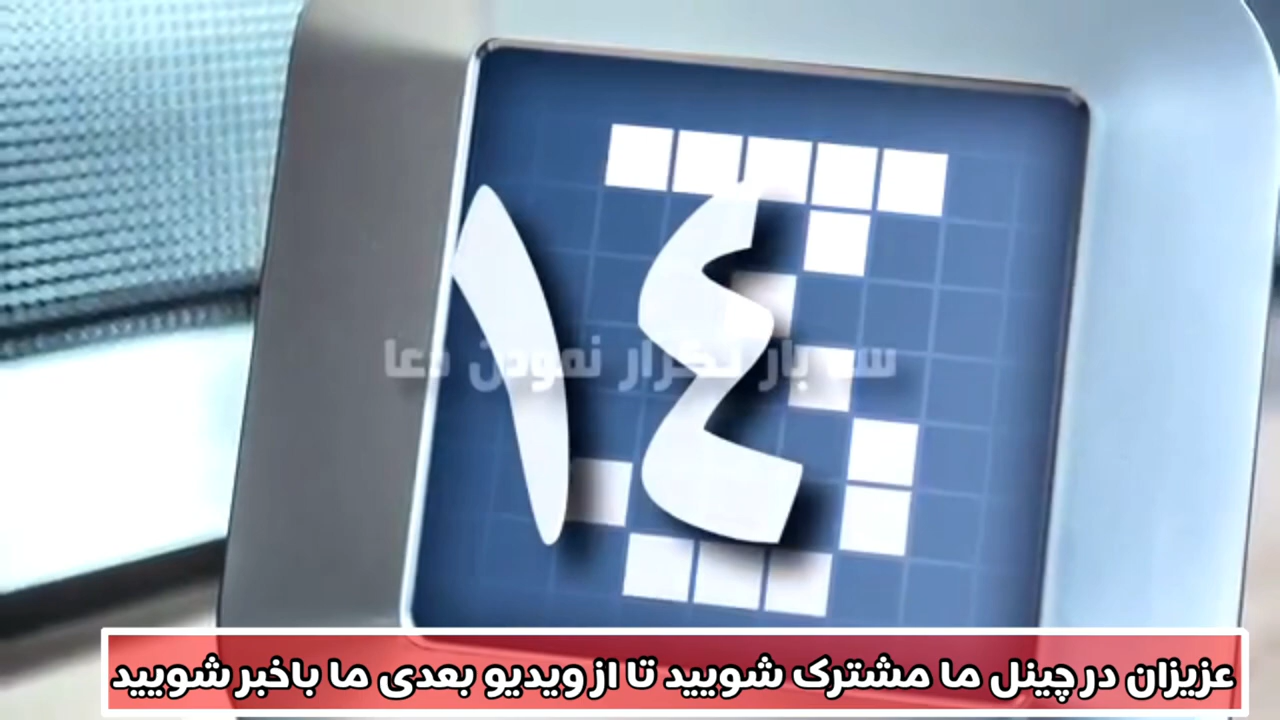 ١٤
سه بار تکرار نمودن دعا
عزیزان در چینل ما مشترک شویید تا از ویدیو بعدی ما باخبر شویید